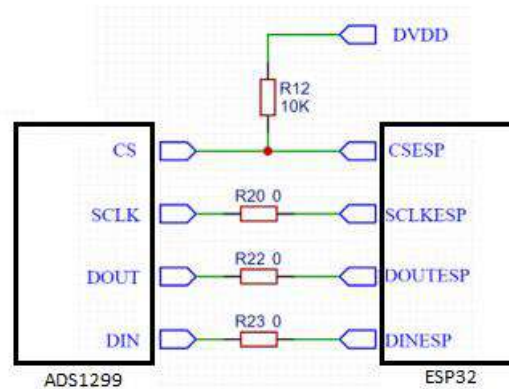 DVDD
R12
10K
CS
CSESP
R20 0
SCLK
SCLKESP
R22 0
DOUT
DOUTESP
R23 0
DIN
DINESP
ADS1299
ESP32